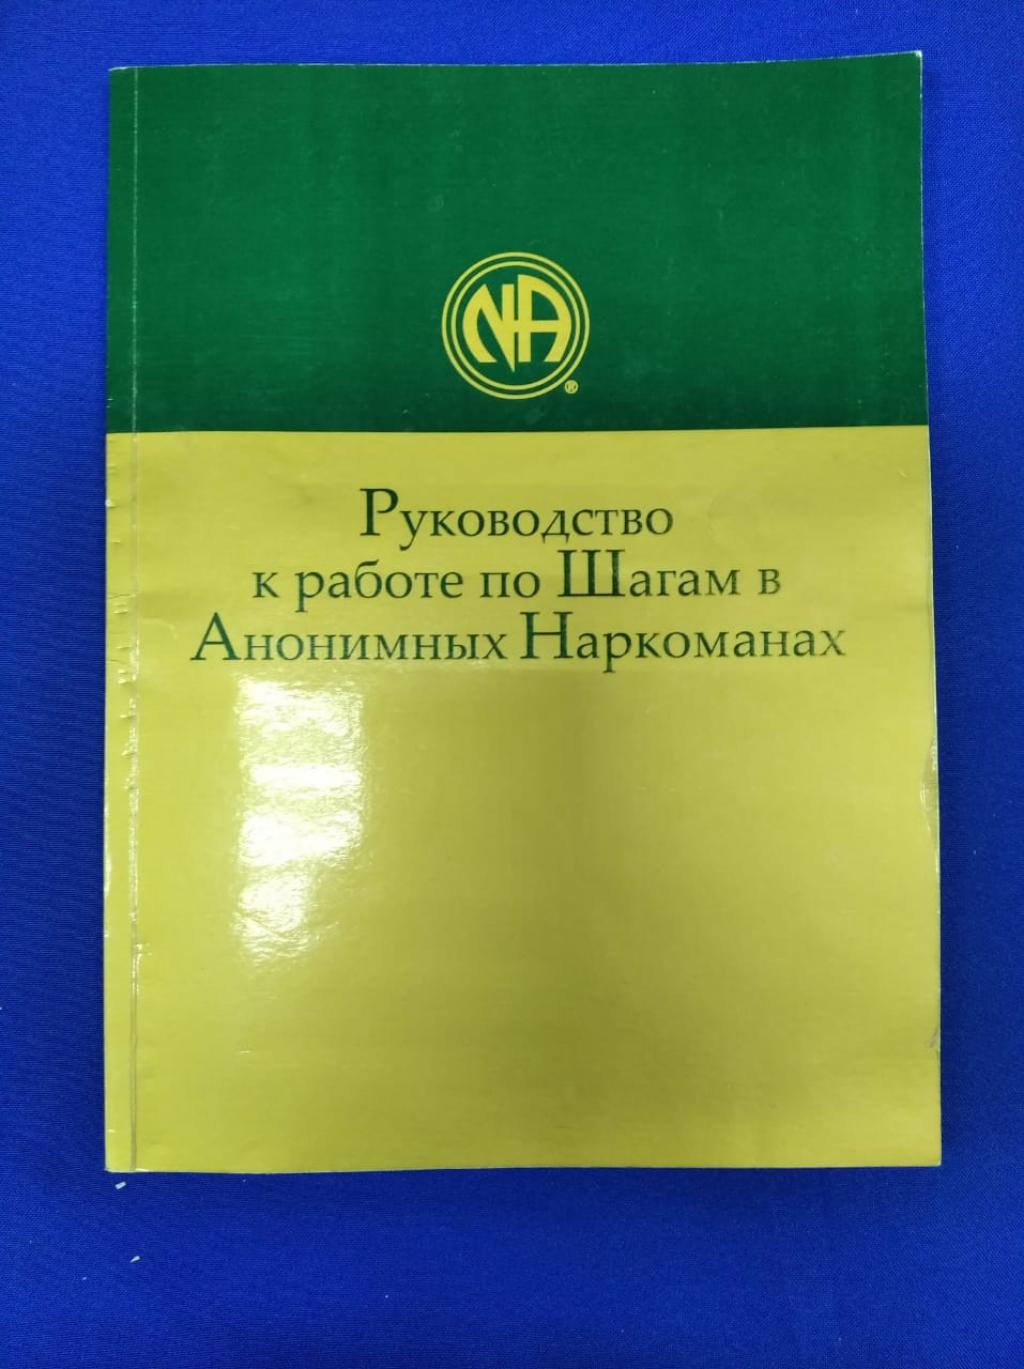 NA
®
Руководство
к работе по Шагам в
Анонимных Наркоманах